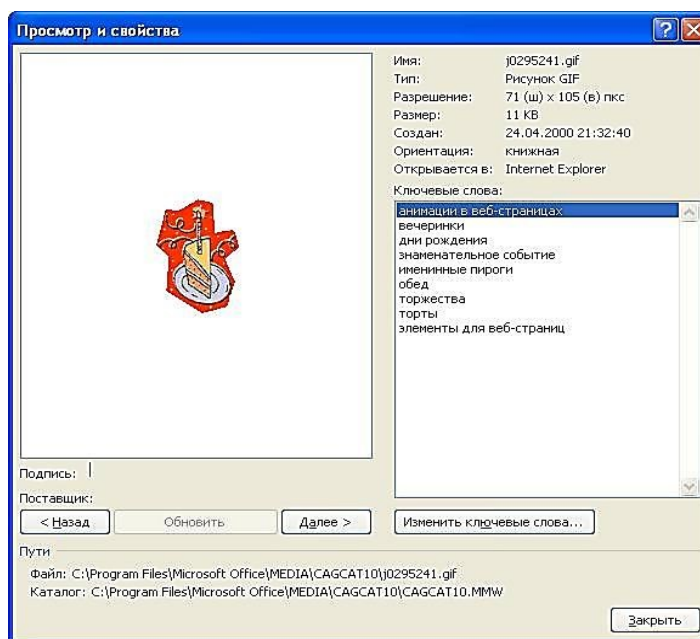 Просмотр и свойства
Имя: j0295241.gif
Тип: Рисунок GIF
Разрешение: 71 (ш) x 105 (в) пкс
Размер: 11 KB
Создан: 24.04.2000 21:32:40
Ориентация: книжная
Открывается в: Internet Explorer
Ключевые слова:
анимации в веб-страницах
вечеринки
дни рождения
знаменательное событие
именинные пироги
обед
торжества
торты
элементы для веб-страниц
Подпись:
Поставщик:
< Назад Обновить Далее > Изменить ключевые слова...
Пути
Файл: C:\Program Files\Microsoft Office\MEDIA\CAGCAT10\j0295241.gif
Каталог: C:\Program Files\Microsoft Office\MEDIA\CAGCAT10\CAGCAT10.MMW
Закрыть